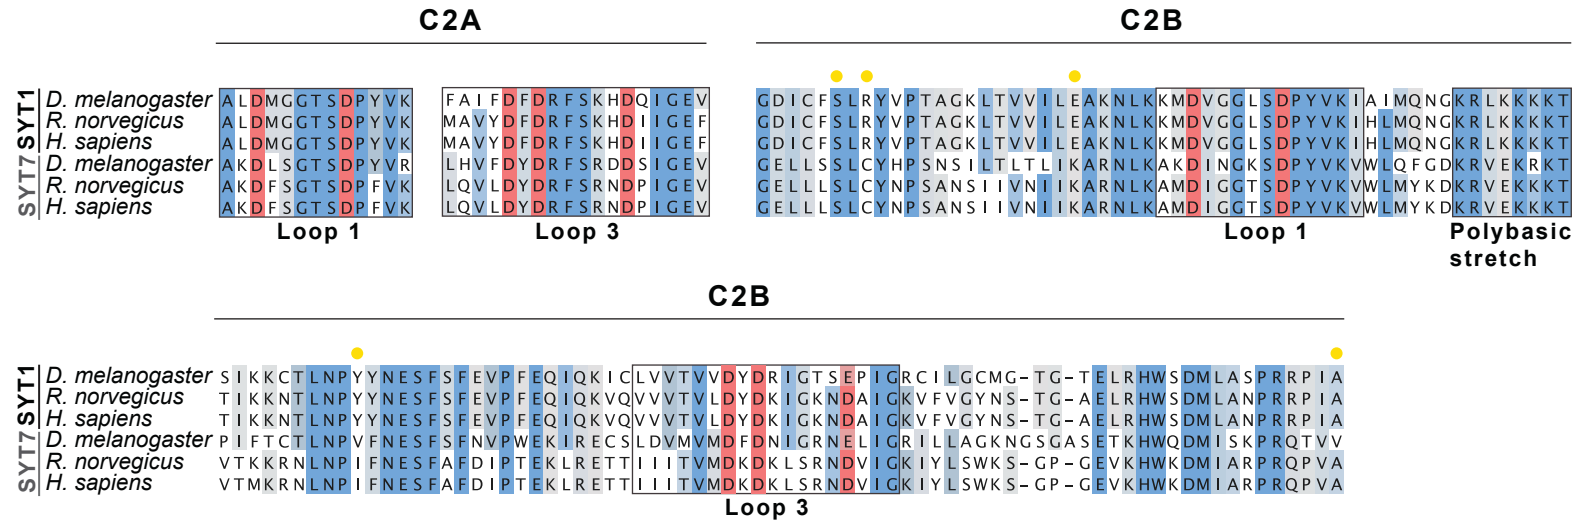 C2A C2B
SYT1
D. melanogaster ALDMGGTSDPYVK FAIFDFDRFSKHDQIGEV GDICFSLRYVPTAGKLTVVILEAKNLKKMDVGGLSDPYVKIAIMQNGKRLKKKKT
R. norvegicus ALDMGGTSDPYVK MAVYDFDRFSKHDIIGEF GDICFSLRYVPTAGKLTVVILEAKNLKKMDVGGLSDPYVKIHLMQNGKRLKKKKT
H. sapiens ALDMGGTSDPYVK MAVYDFDRFSKHDIIGEF GDICFSLRYVPTAGKLTVVILEAKNLKKMDVGGLSDPYVKIHLMQNGKRLKKKKT
SYT7
D. melanogaster AKDLSGTSDPYVR LHVFDYDRFSRDDSIGEV GELLSSLCYHPSNSILTLTLIKARNLKAKDINGKSDPYVKVWLQFGDKRVEKRKT
R. norvegicus AKDFSGTSDPFVK LQVLDYDRFSRNDPIGEV GELLLSLCYNPSANSIIVNIIKARNLKAMDIGGTSDPYVKVWLMYKDKRVEKKKT
H. sapiens AKDFSGTSDPFVK LQVLDYDRFSRNDPIGEV GELLLSLCYNPSANSIIVNIIKARNLKAMDIGGTSDPYVKVWLMYKDKRVEKKKT
Loop 1 Loop 3 Loop 1 Polybasic
stretch
C2B
SYT1
D. melanogaster SIKKCTLNPYYNESFSFEVPFEQIQKICLVVTVVDYDRIGTSEPIGRCILGCMG-TG-TELRHWSDMLASPRRPIA
R. norvegicus TIKKNTLNPYYNESFSFEVPFEQIQKVQVVVTVLDYDKIGKNDAIGKVFVGYNS-TG-AELRHWSDMLANPRRPIA
H. sapiens TIKKNTLNPYYNESFSFEVPFEQIQKVQVVVTVLDYDKIGKNDAIGKVFVGYNS-TG-AELRHWSDMLANPRRPIA
SYT7
D. melanogaster PIFTCTLNPVFNESFSFNVPWEKIRECSLDVMVMDFDNIGRNELIGRILLAGKNGSGASETKHWQDMISKPRQTVV
R. norvegicus VTKKRNLNPIFNESFAFDIPTEKLRETTIIITVMDKDKLSRNDVIGKIYLSWKS-GP-GEVKHWKDMIARPRQPVA
H. sapiens VTMKRNLNPIFNESFAFDIPTEKLRETTIIITVMDKDKLSRNDVIGKIYLSWKS-GP-GEVKHWKDMIARPRQPVA
Loop 3